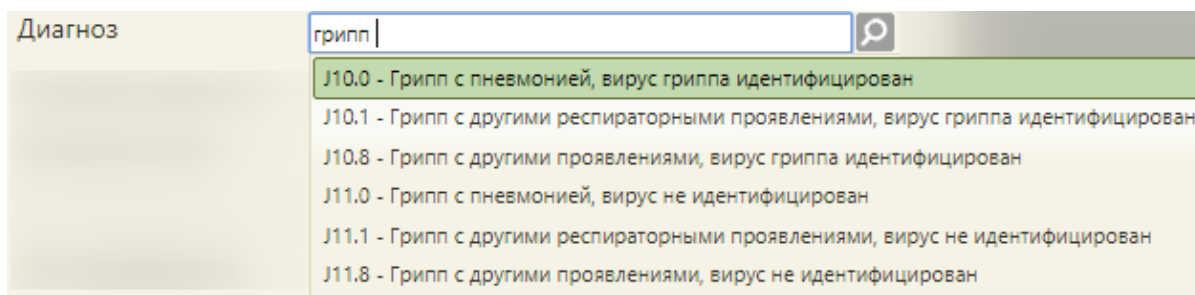 Диагноз
грипп
J10.0 - Грипп с пневмонией, вирус гриппа идентифицирован
J10.1 - Грипп с другими респираторными проявлениями, вирус гриппа идентифицирован
J10.8 - Грипп с другими проявлениями, вирус гриппа идентифицирован
J11.0 - Грипп с пневмонией, вирус не идентифицирован
J11.1 - Грипп с другими респираторными проявлениями, вирус не идентифицирован
J11.8 - Грипп с другими проявлениями, вирус не идентифицирован